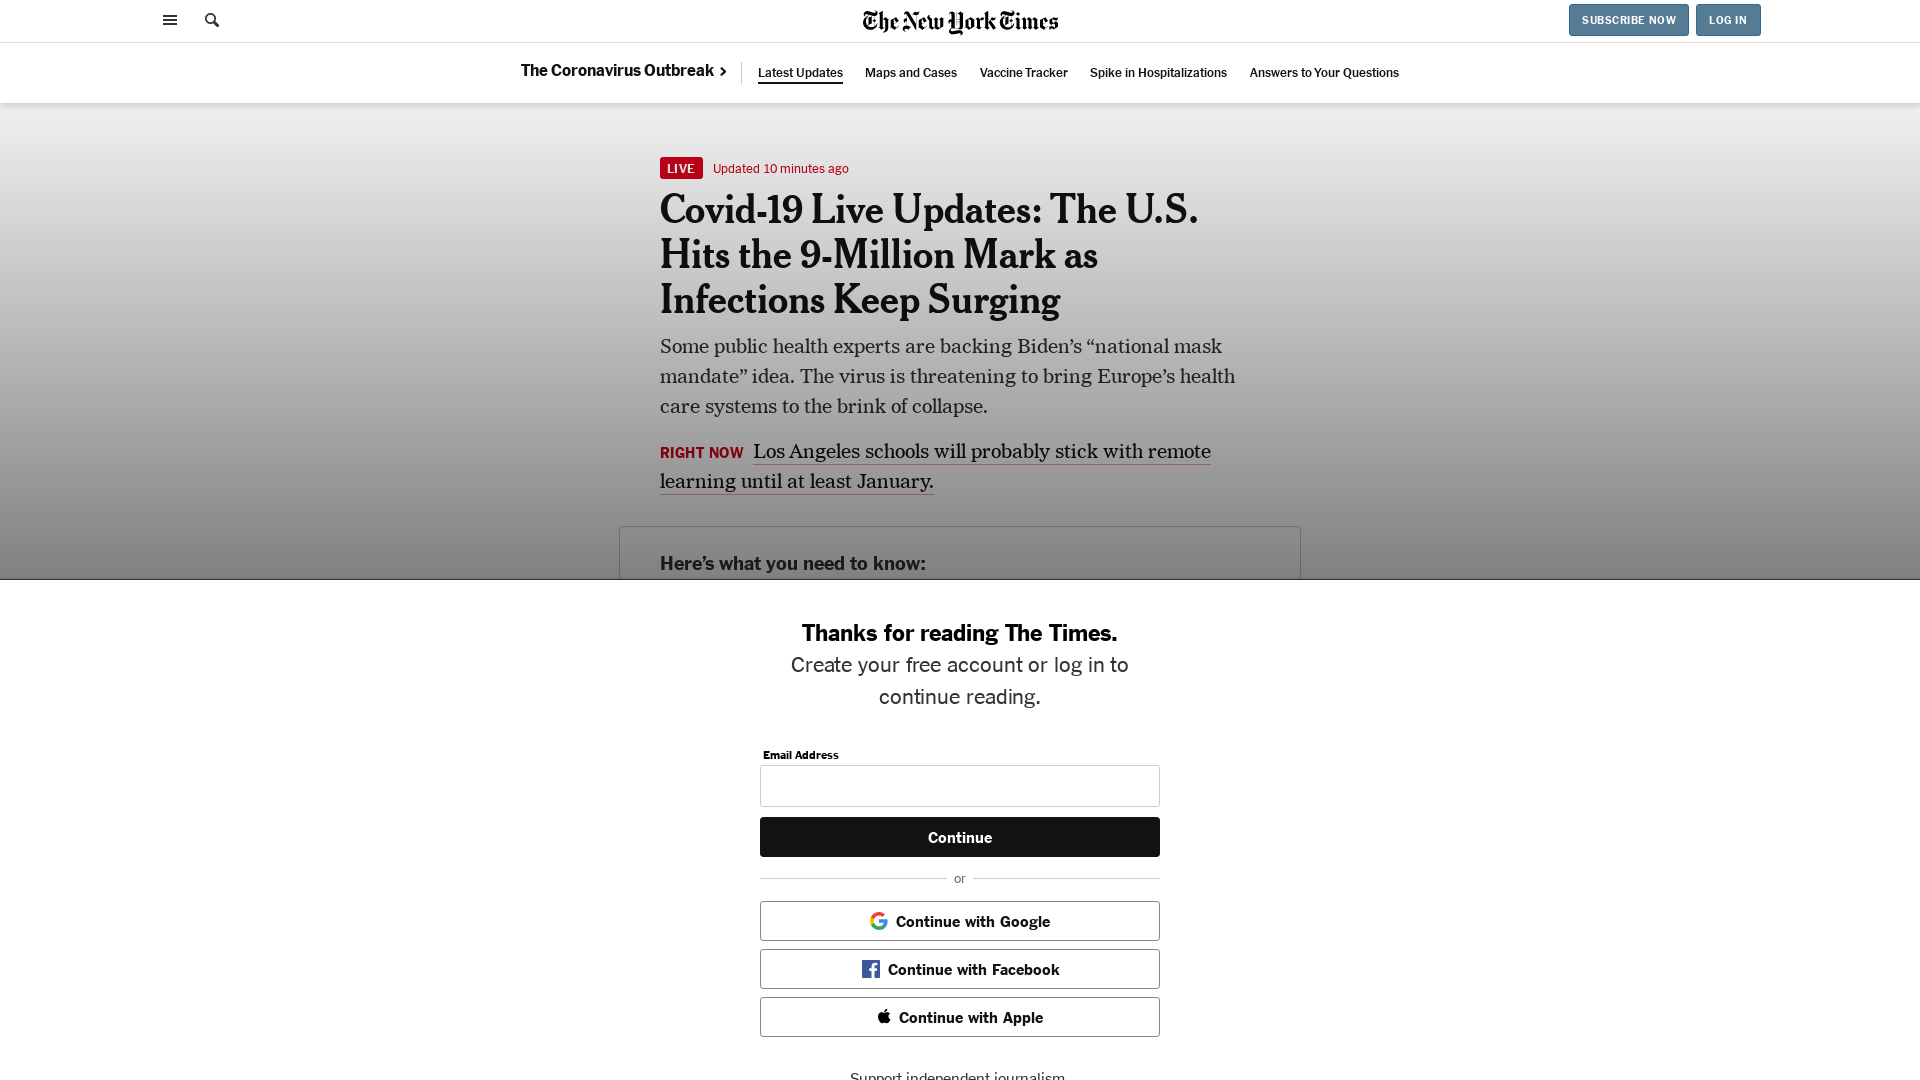 The New York Times
SUBSCRIBE NOW
LOG IN
The Coronavirus Outbreak
Latest Updates
Maps and Cases
Vaccine Tracker
Spike in Hospitalizations
Answers to Your Questions
LIVE
Updated 10 minutes ago
Covid-19 Live Updates: The U.S.
Hits the 9-Million Mark as
Infections Keep Surging
Some public health experts are backing Biden’s “national mask
mandate” idea. The virus is threatening to bring Europe’s health
care systems to the brink of collapse.
RIGHT NOW Los Angeles schools will probably stick with remote
learning until at least January.
Here’s what you need to know:
Thanks for reading The Times.
Create your free account or log in to
continue reading.
Email Address
Continue
or
Continue with Google
Continue with Facebook
Continue with Apple
Support independent journalism